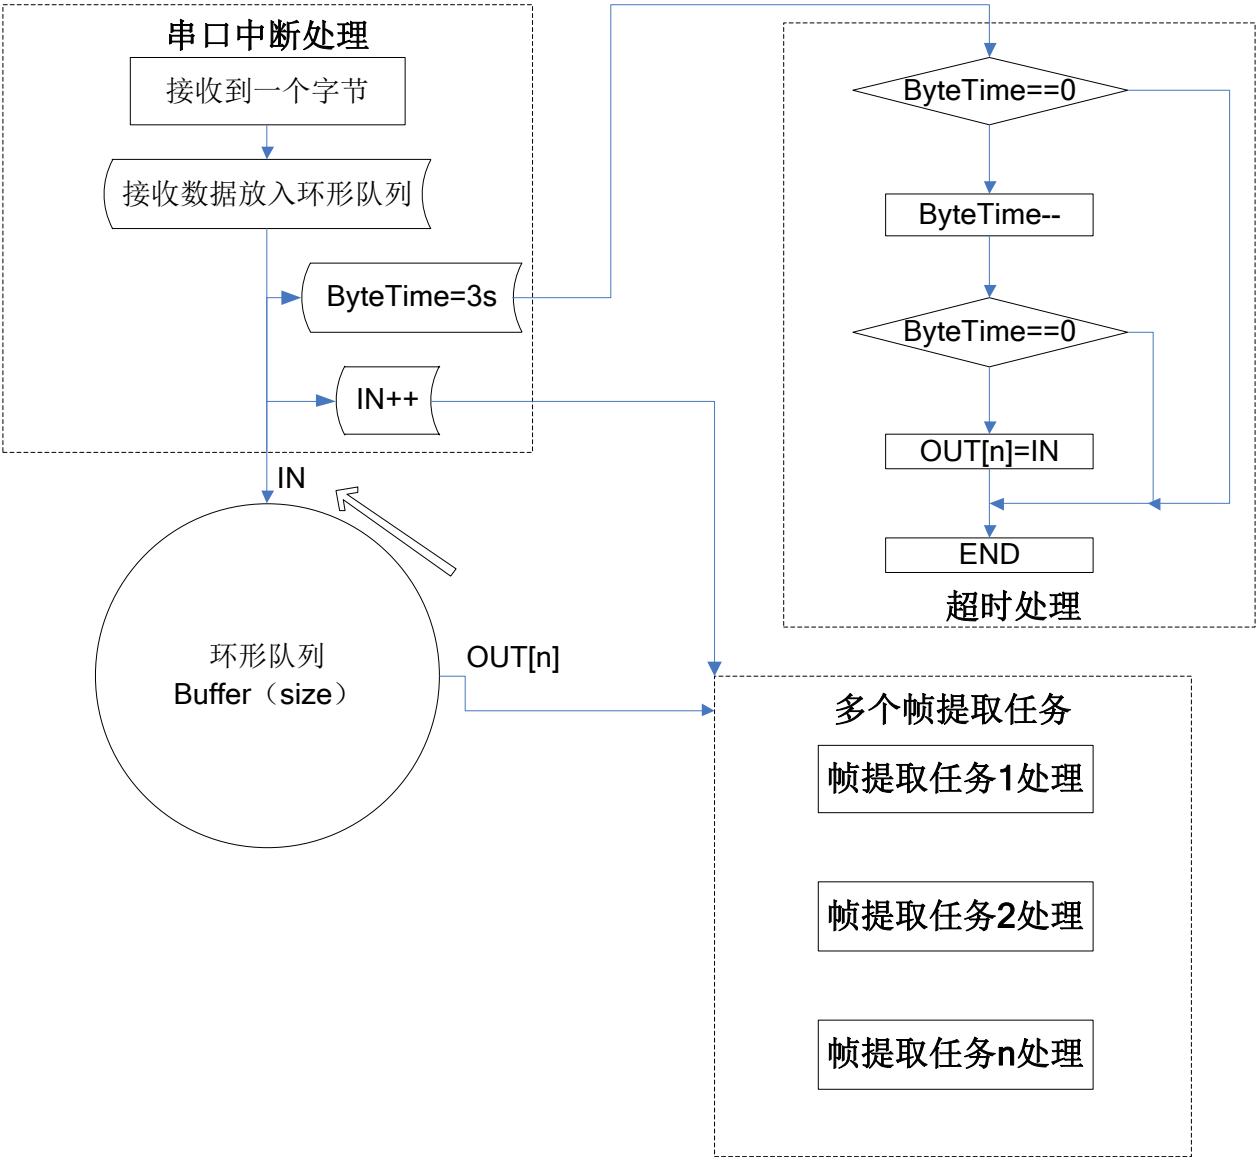 串口中断处理
接收到一个字节
接收数据放入环形队列
ByteTime=3s
IN++
IN
环形队列
Buffer（size）
OUT[n]
ByteTime==0
ByteTime--
ByteTime==0
OUT[n]=IN
END
超时处理
多个帧提取任务
帧提取任务1处理
帧提取任务2处理
帧提取任务n处理